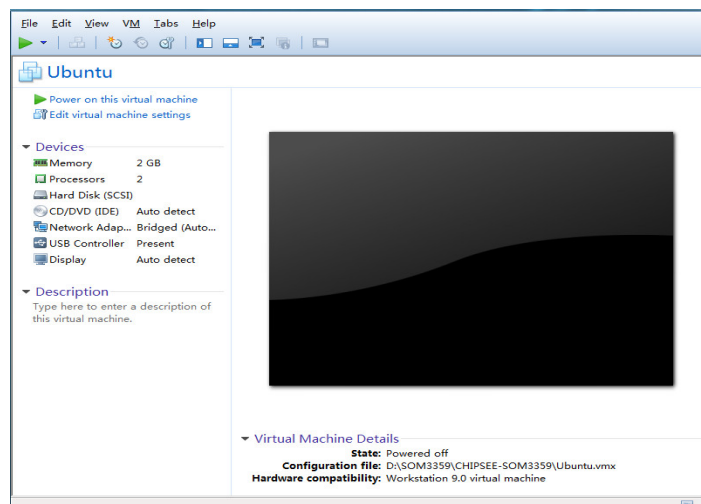 File Edit View VM Tabs Help
Ubuntu
Power on this virtual machine
Edit virtual machine settings
Devices
Memory 2 GB
Processors 2
Hard Disk (SCSI)
CD/DVD (IDE) Auto detect
Network Adap... Bridged (Auto...
USB Controller Present
Display Auto detect
Description
Type here to enter a description of
this virtual machine.
Virtual Machine Details
State: Powered off
Configuration file: D:\SOM3359\CHIPSEE-SOM3359\Ubuntu.vmx
Hardware compatibility: Workstation 9.0 virtual machine